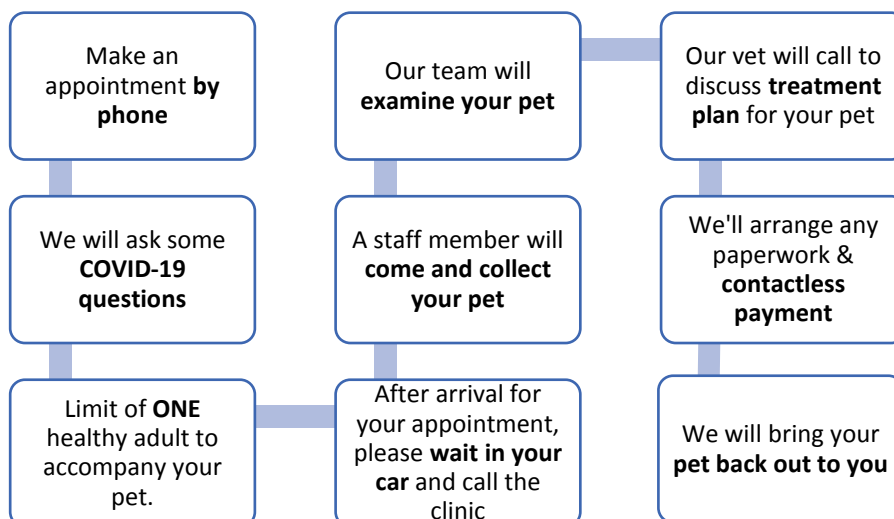 Make an
appointment by
phone
We will ask some
COVID-19
questions
Limit of ONE
healthy adult to
accompany your
pet.
After arrival for
your appointment,
please wait in your
car and call the
clinic
A staff member will
come and collect
your pet
Our team will
examine your pet
Our vet will call to
discuss treatment
plan for your pet
We'll arrange any
paperwork &
contactless
payment
We will bring your
pet back out to you